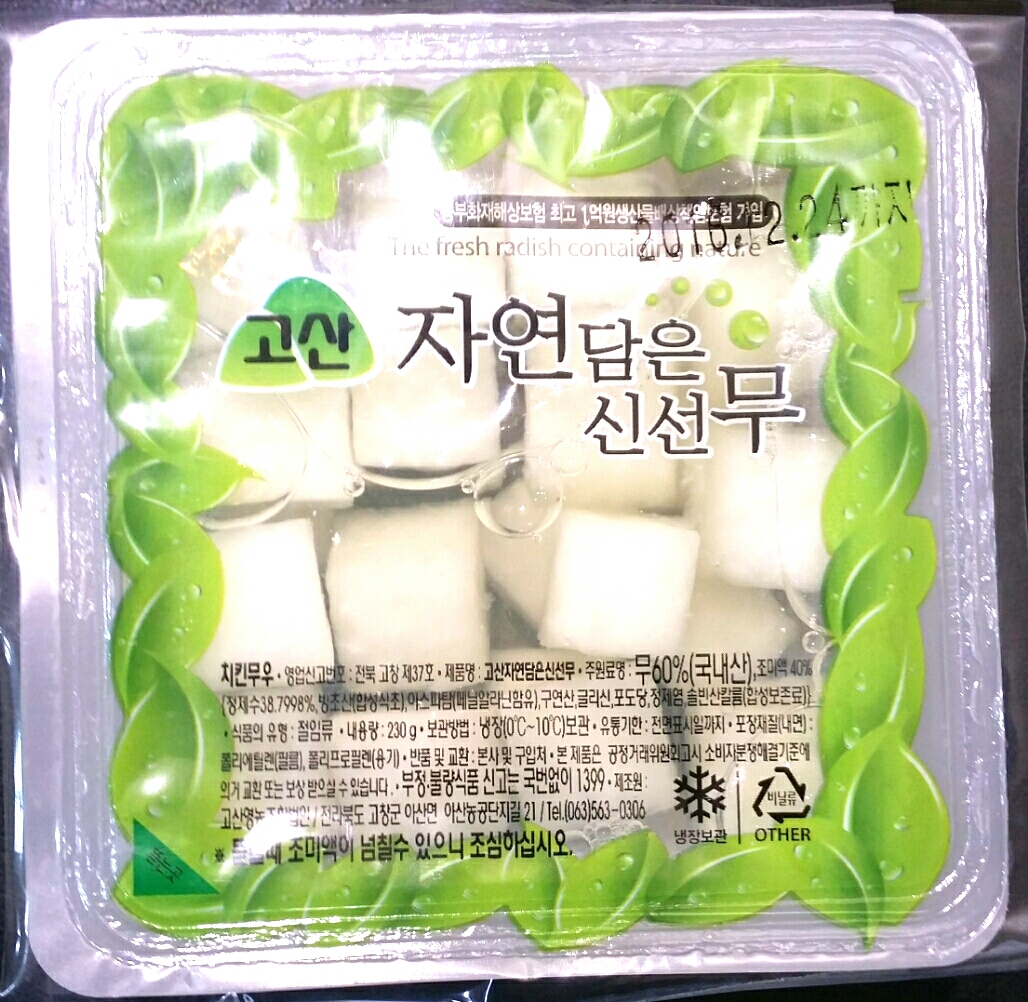 동부화재해상보험 최고 1억원생산물배상책임보험 가입
2016.12.24까지
The fresh radish containing nature
고산
자연담은
신선무
치킨무우 · 영업신고번호 : 전북 고창 제37호 · 제품명 : 고산자연담은신선무 · 주원료명 : 무60%(국내산), 조미액 40%
{정제수38.7998%, 빙초산(합성식초), 아스파탐(페닐알라닌함유), 구연산, 글리신, 포도당, 정제염, 솔빈산칼륨(합성보존료)}
· 식품의 유형 : 절임류 · 내용량 : 230g · 보관방법 : 냉장(0℃~10℃)보관 · 유통기한 : 전면표시일까지 · 포장재질(내면) :
폴리에틸렌(필름), 폴리프로필렌(용기) · 반품 및 교환 : 본사 및 구입처 · 본 제품은 공정거래위원회고시 소비자분쟁해결기준에
의거 교환 또는 보상 받으실 수 있습니다. · 부정·불량식품 신고는 국번없이 1399 · 제조원 :
고산영농조합법인 / 전라북도 고창군 아산면 아산농공단지길 21 / Tel.(063)563-0306
※ 조미액이 넘칠수 있으니 조심하십시오.
냉장보관
비닐류
OTHER